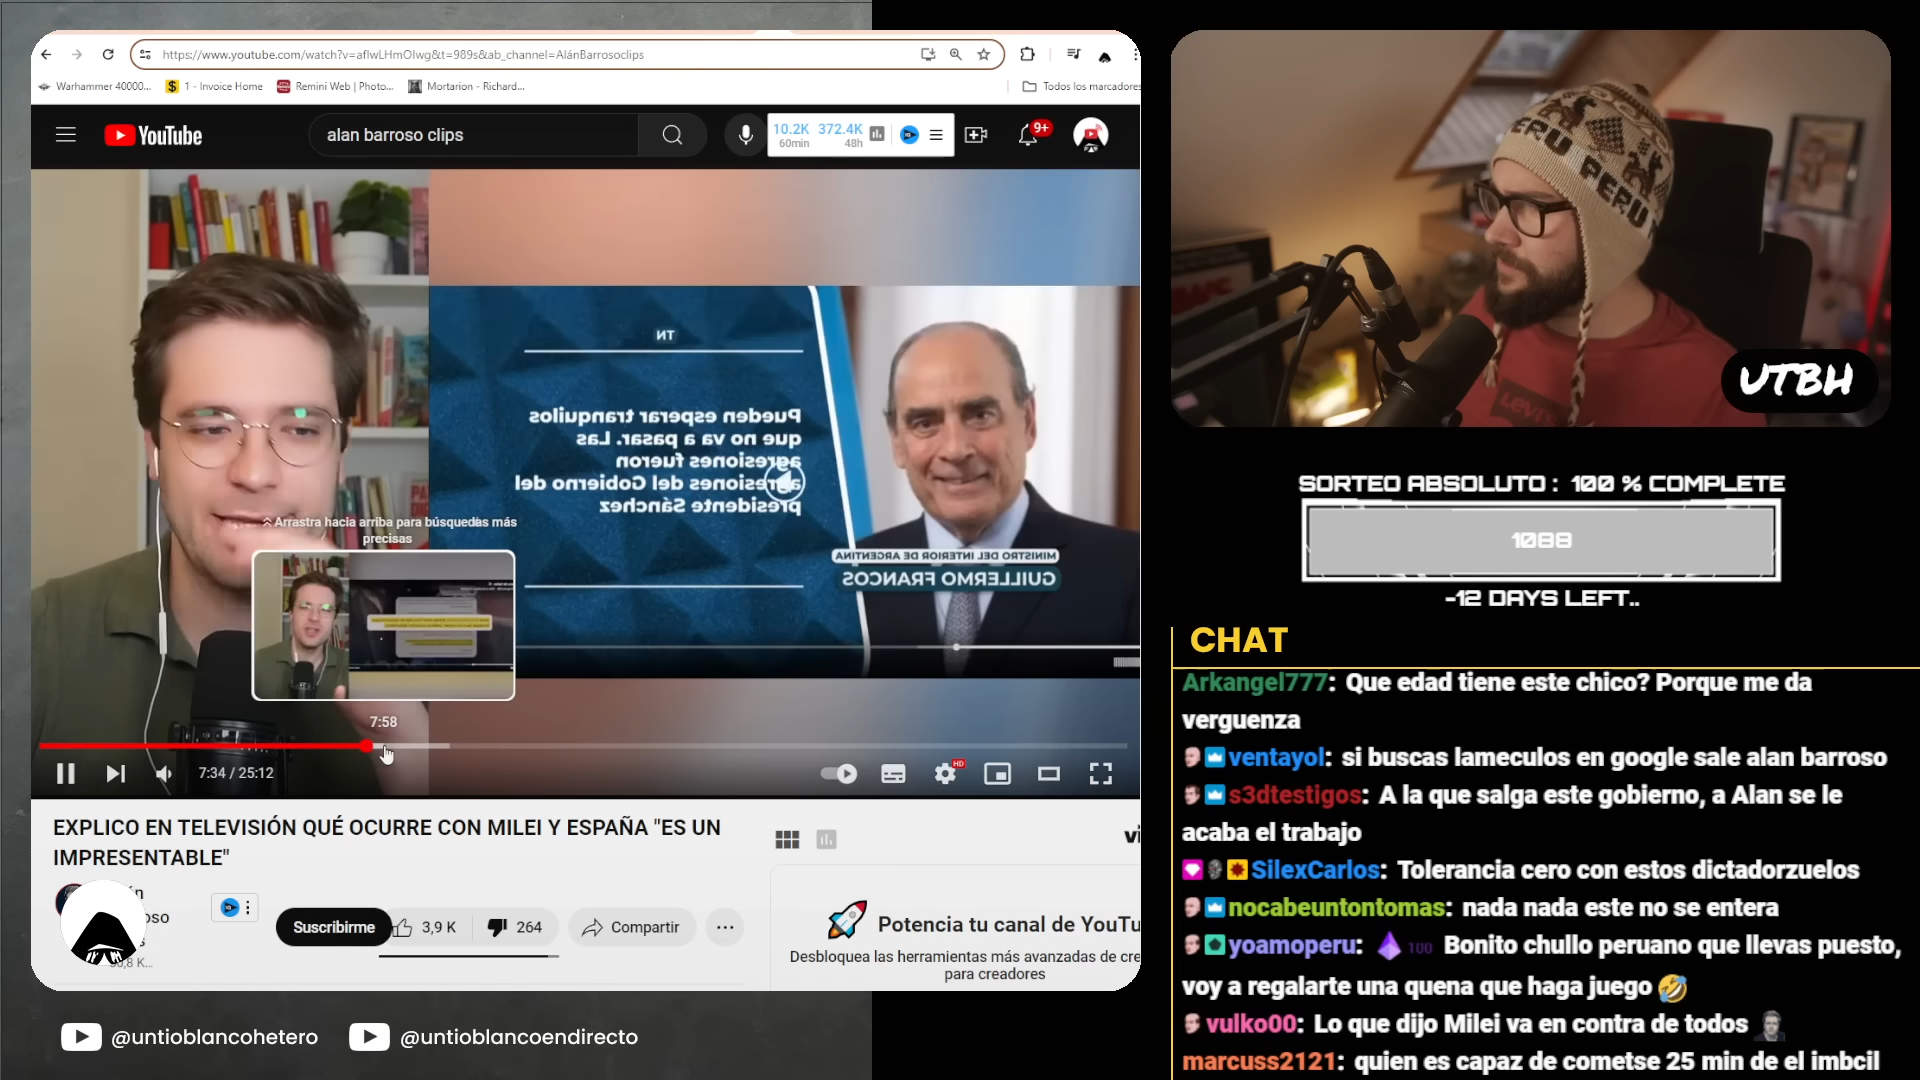 https://www.youtube.com/watch?v=aflwLHmOlwg&t=989s&ab_channel=AlánBarrosoclips
Warhammer 40000...
1 - Invoice Home
Remini Web | Photo...
Mortarion - Richard...
Todos los marcadores
YouTube
alan barroso clips
10.2K
60min
372.4K
48h
9+
TN
Pueden esperar tranquilos
que no va a pasar. Las
agresiones fueron
agresiones del Gobierno del
presidente Sánchez
MINISTRO DEL INTERIOR DE ARGENTINA
GUILLERMO FRANCOS
Arrastra hacia arriba para búsquedas más
precisas
7:58
7:34 / 25:12
HD
EXPLICO EN TELEVISIÓN QUÉ OCURRE CON MILEI Y ESPAÑA "ES UN
IMPRESENTABLE"
Suscribirme
3,9 K
264
Compartir
Potencia tu canal de YouTu
Desbloquea las herramientas más avanzadas de cre
para creadores
@untioblancohetero
@untioblancoendirecto
PERU PERU
Levi's
UTBH
SORTEO ABSOLUTO : 100 % COMPLETE
1088
-12 DAYS LEFT..
CHAT
Arkangel777: Que edad tiene este chico? Porque me da
verguenza
ventayol: si buscas lameculos en google sale alan barroso
s3dtestigos: A la que salga este gobierno, a Alan se le
acaba el trabajo
SilexCarlos: Tolerancia cero con estos dictadorzuelos
nocabeuntontomas: nada nada este no se entera
yoamoperu: 100 Bonito chullo peruano que llevas puesto,
voy a regalarte una quena que haga juego
vulko00: Lo que dijo Milei va en contra de todos
marcuss2121: quien es capaz de cometse 25 min de el imbcil